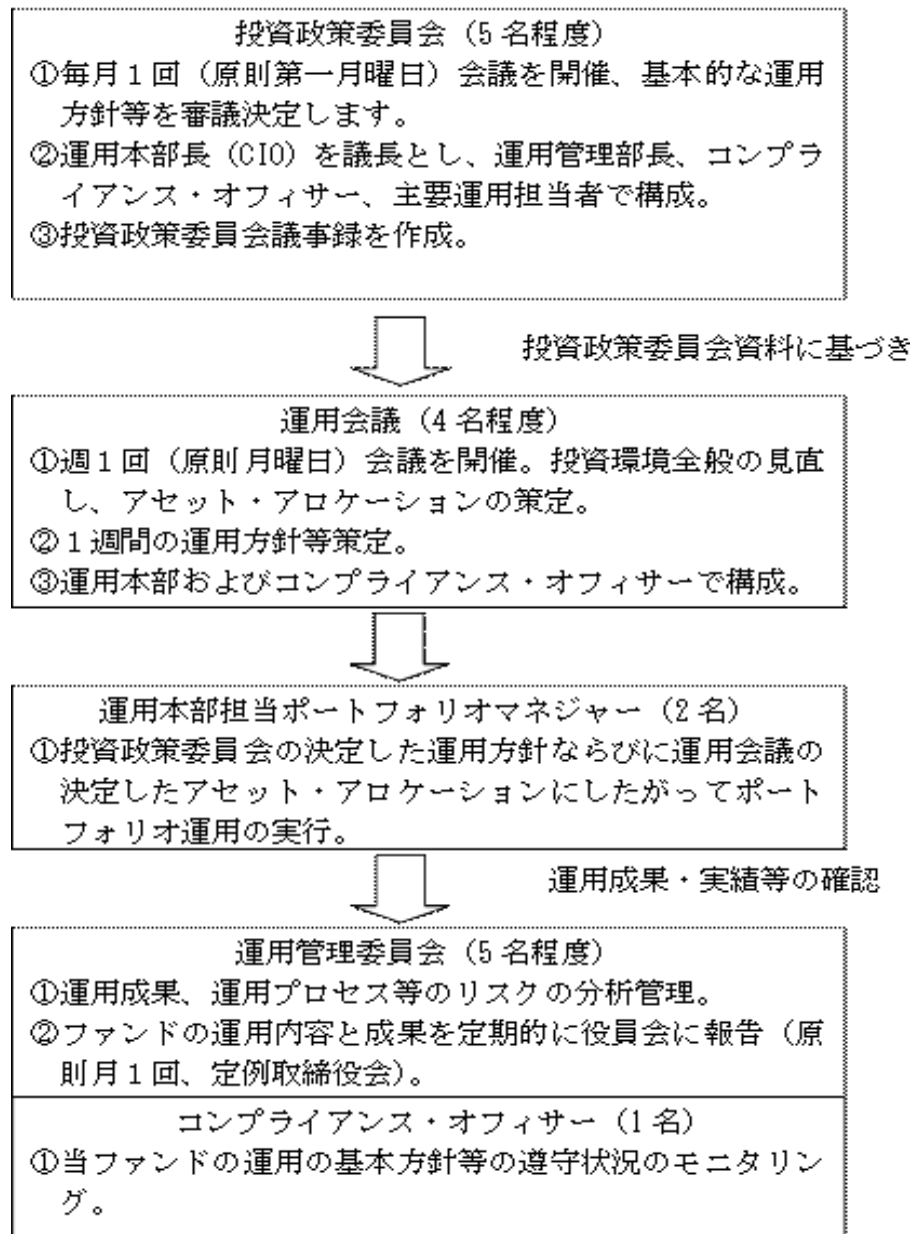 投資政策委員会（5名程度）
①毎月１回（原則第一月曜日）会議を開催、基本的な運用
方針等を審議決定します。
②運用本部長（CIO）を議長とし、運用管理部長、コンプラ
イアンス・オフィサー、主要運用担当者で構成。
③投資政策委員会議事録を作成。
投資政策委員会資料に基づき
運用会議（4名程度）
①週１回（原則月曜日）会議を開催。投資環境全般の見直
し、アセット・アロケーションの策定。
②１週間の運用方針等策定。
③運用本部およびコンプライアンス・オフィサーで構成。
運用本部担当ポートフォリオマネジャー（2名）
①投資政策委員会の決定した運用方針ならびに運用会議の
決定したアセット・アロケーションにしたがってポート
フォリオ運用の実行。
運用成果・実績等の確認
運用管理委員会（5名程度）
①運用成果、運用プロセス等のリスクの分析管理。
②ファンドの運用内容と成果を定期的に役員会に報告（原
則月１回、定例取締役会）。
コンプライアンス・オフィサー（1名）
①当ファンドの運用の基本方針等の遵守状況のモニタリン
グ。